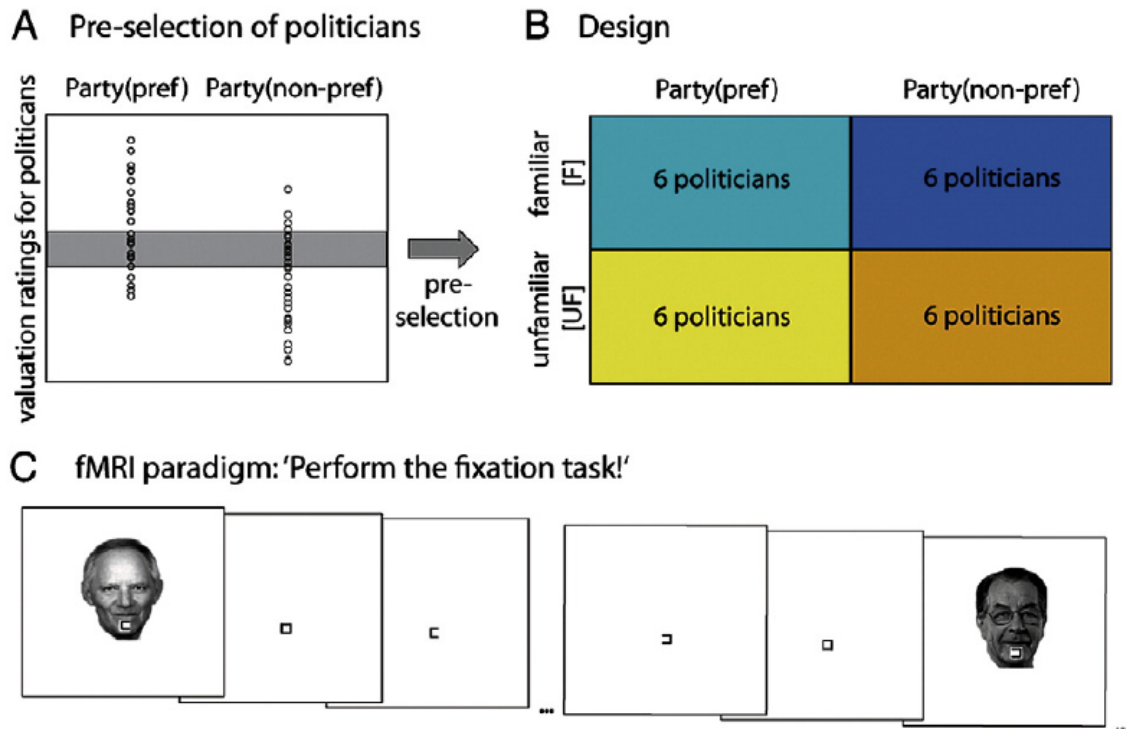 A Pre-selection of politicians
Party(pref) Party(non-pref)
valuation ratings for politicans
pre-
selection
B Design
Party(pref) Party(non-pref)
familiar
[F]
6 politicians 6 politicians
unfamiliar
[UF]
6 politicians 6 politicians
C fMRI paradigm: 'Perform the fixation task!'
...
...